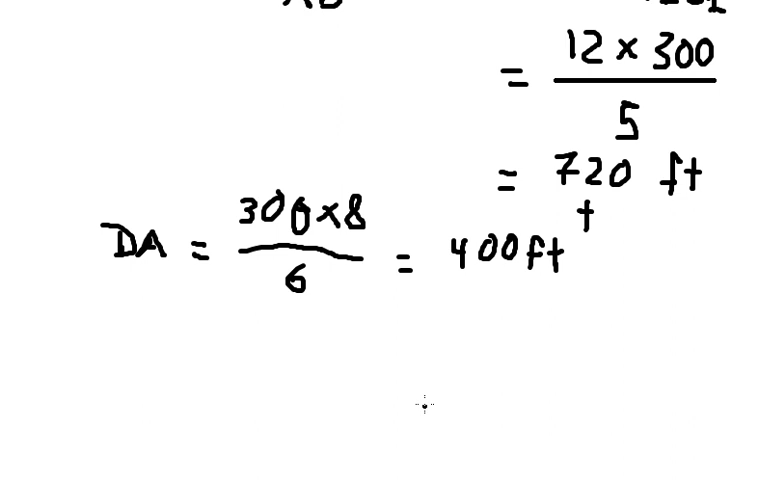 = 12 × 300 / 5
= 720 ft
+
DA = 300×8 / 6 = 400ft